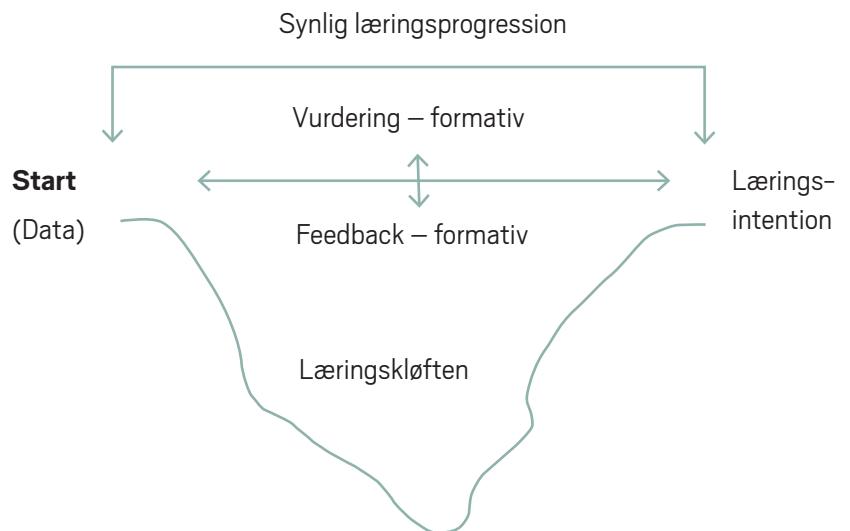 Synlig læringsprogression
Vurdering – formativ
Start
(Data)
Lærings-
intention
Feedback – formativ
Læringskløften